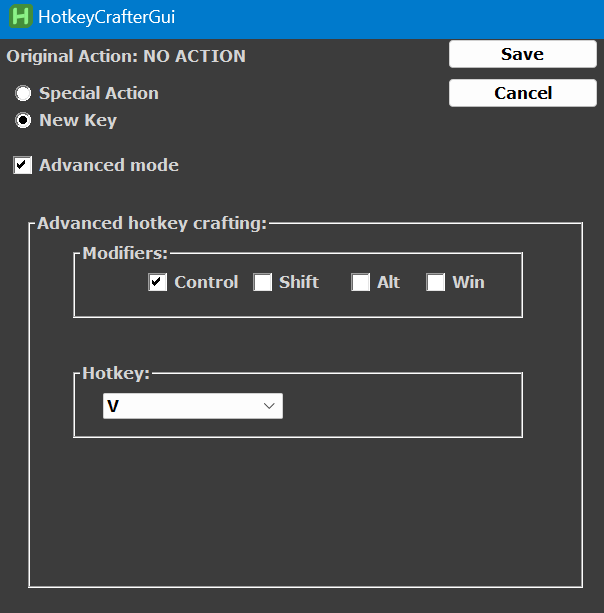 H HotkeyCrafterGui
Original Action: NO ACTION
Save
Special Action
Cancel
New Key
Advanced mode
Advanced hotkey crafting:
Modifiers:
Control Shift Alt Win
Hotkey:
V